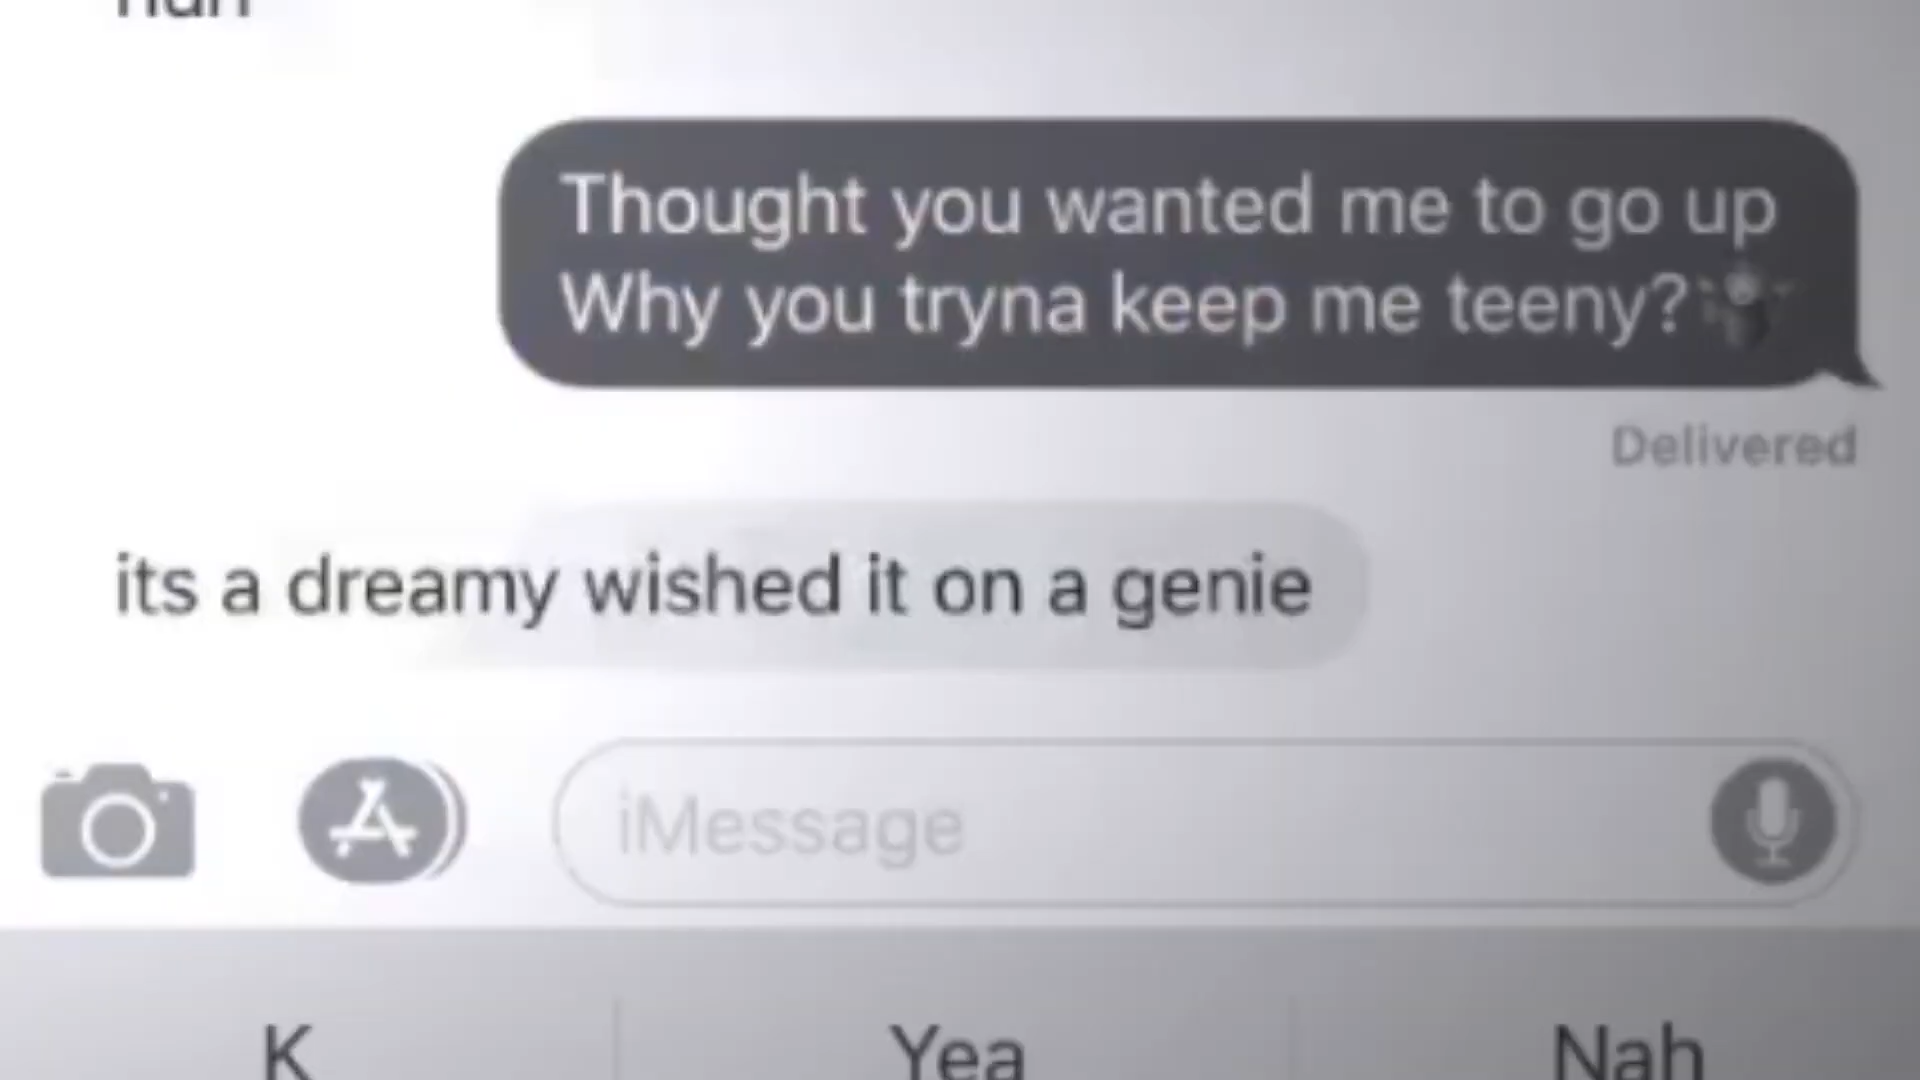 Thought you wanted me to go up
Why you tryna keep me teeny?
Delivered
its a dreamy wished it on a genie
iMessage
K
Yea
Nah